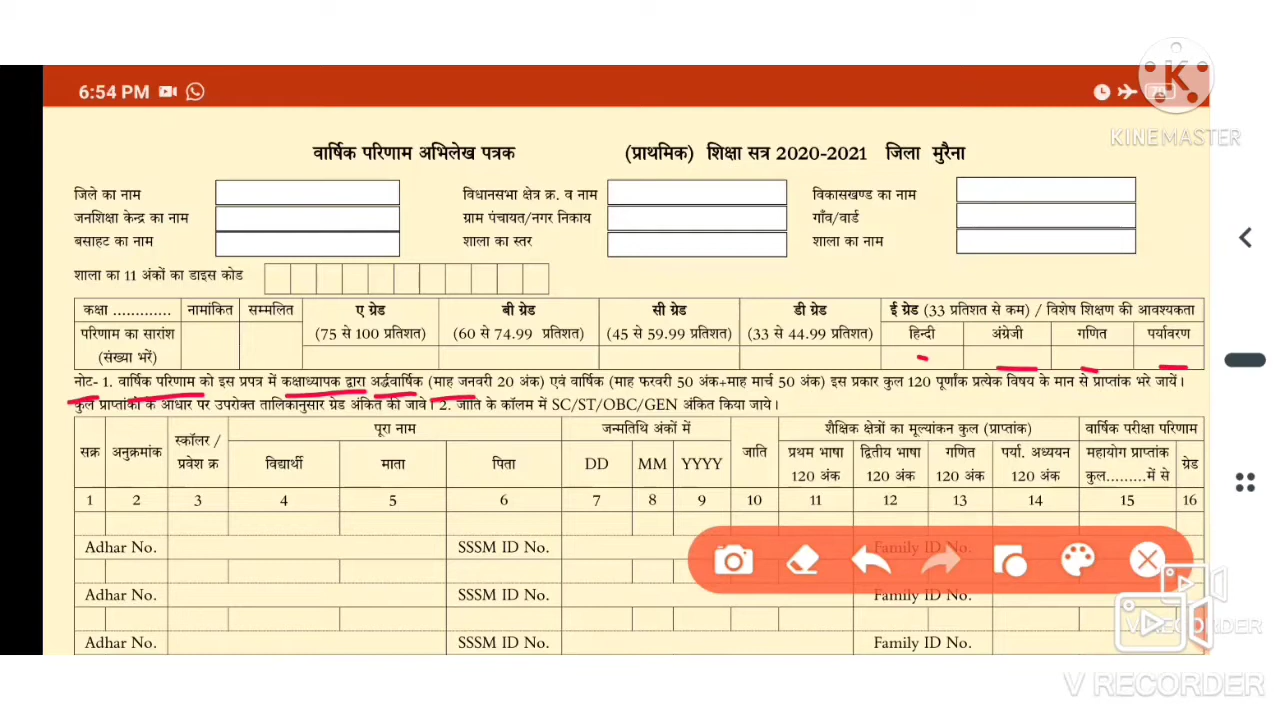 6:54 PM
KINEMASTER
वार्षिक परिणाम अभिलेख पत्रक (प्राथमिक) शिक्षा सत्र 2020-2021 जिला मुरैना
जिले का नाम विधानसभा क्षेत्र क्र. व नाम विकासखण्ड का नाम
जनशिक्षा केन्द्र का नाम ग्राम पंचायत/नगर निकाय गाँव/वार्ड
बसाहट का नाम शाला का स्तर शाला का नाम
शाला का 11 अंकों का डाइस कोड
कक्षा ............. नामांकित सम्मलित ए ग्रेड बी ग्रेड सी ग्रेड डी ग्रेड ई ग्रेड (33 प्रतिशत से कम) / विशेष शिक्षण की आवश्यकता
परिणाम का सारांश (75 से 100 प्रतिशत) (60 से 74.99 प्रतिशत) (45 से 59.99 प्रतिशत) (33 से 44.99 प्रतिशत) हिन्दी अंग्रेजी गणित पर्यावरण
(संख्या भरें)
नोट- 1. वार्षिक परिणाम को इस प्रपत्र में कक्षाध्यापक द्वारा अर्द्धवार्षिक (माह जनवरी 20 अंक) एवं वार्षिक (माह फरवरी 50 अंक+माह मार्च 50 अंक) इस प्रकार कुल 120 पूर्णांक प्रत्येक विषय के मान से प्राप्तांक भरे जायें।
कुल प्राप्तांकों के आधार पर उपरोक्त तालिकानुसार ग्रेड अंकित की जावे। 2. जाति के कॉलम में SC/ST/OBC/GEN अंकित किया जाये।
सक्र अनुक्रमांक स्कॉलर / प्रवेश क्र पूरा नाम जन्मतिथि अंकों में जाति शैक्षिक क्षेत्रों का मूल्यांकन कुल (प्राप्तांक) वार्षिक परीक्षा परिणाम
विद्यार्थी माता पिता DD MM YYYY प्रथम भाषा द्वितीय भाषा गणित पर्या. अध्ययन महायोग प्राप्तांक ग्रेड
120 अंक 120 अंक 120 अंक 120 अंक कुल.........में से
1 2 3 4 5 6 7 8 9 10 11 12 13 14 15 16
Adhar No. SSSM ID No. Family ID No.
Adhar No. SSSM ID No. Family ID No.
Adhar No. SSSM ID No. Family ID No.
V RECORDER
V RECORDER